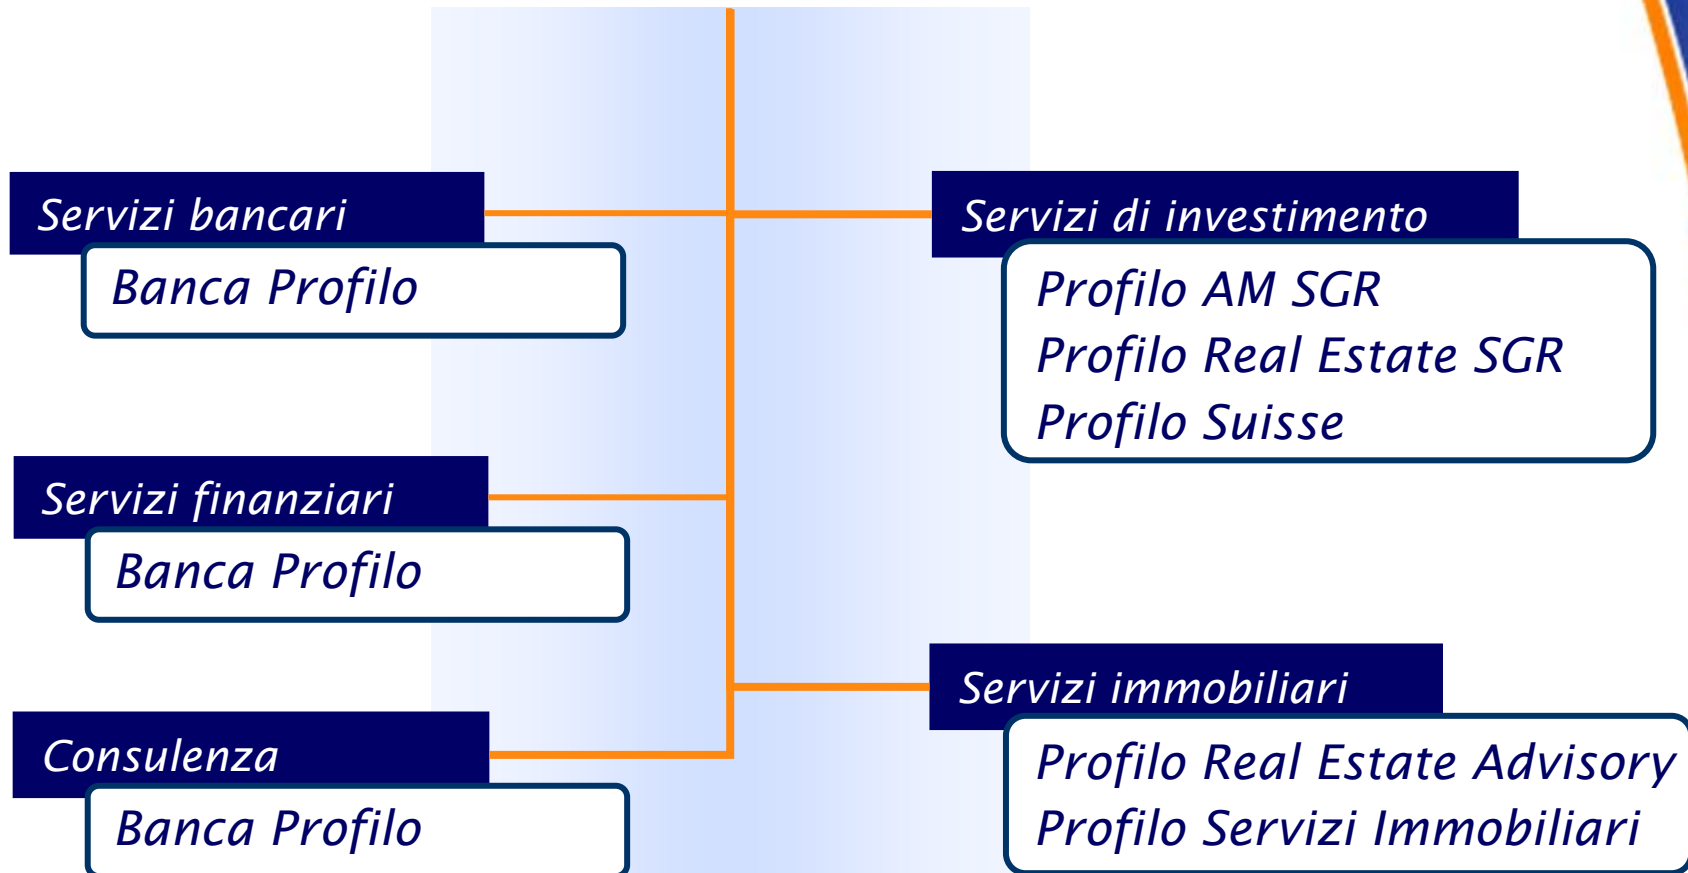 Servizi bancari
Banca Profilo
Servizi finanziari
Banca Profilo
Consulenza
Banca Profilo
Servizi di investimento
Profilo AM SGR
Profilo Real Estate SGR
Profilo Suisse
Servizi immobiliari
Profilo Real Estate Advisory
Profilo Servizi Immobiliari